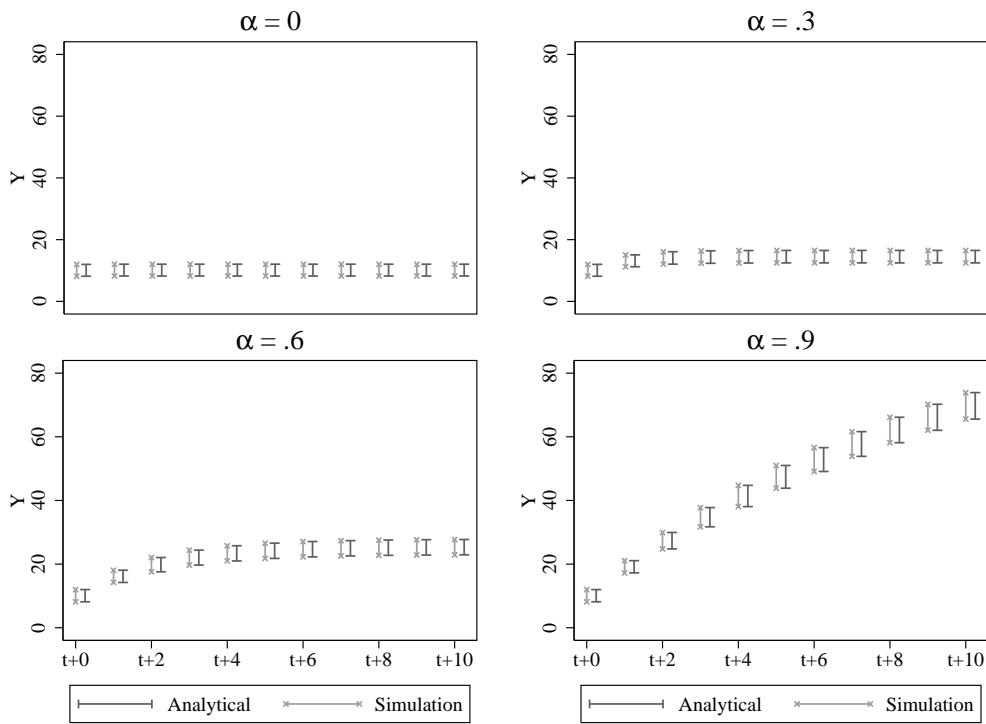 α = 0
80
60
40
20
0
Y
α = .3
80
60
40
20
0
Y
α = .6
80
60
40
20
0
Y
t+0 t+2 t+4 t+6 t+8 t+10
Analytical Simulation
α = .9
80
60
40
20
0
Y
t+0 t+2 t+4 t+6 t+8 t+10
Analytical Simulation